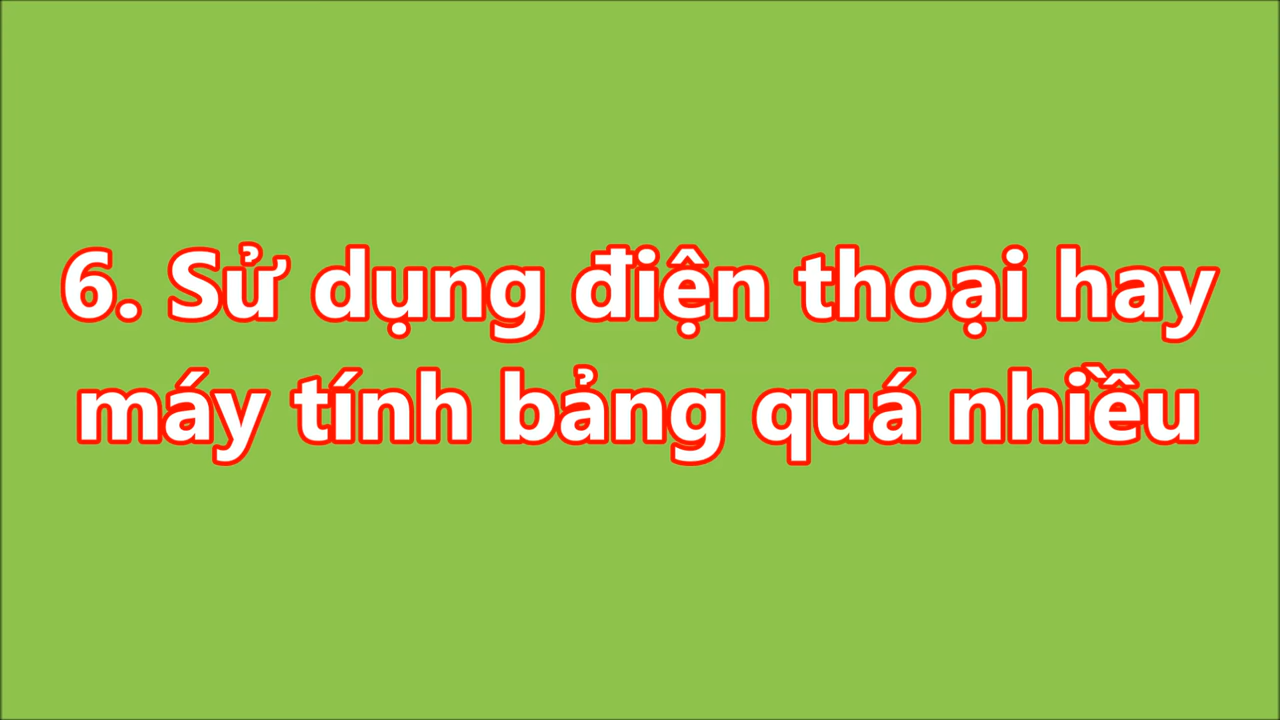 6. Sử dụng điện thoại hay
máy tính bảng quá nhiều